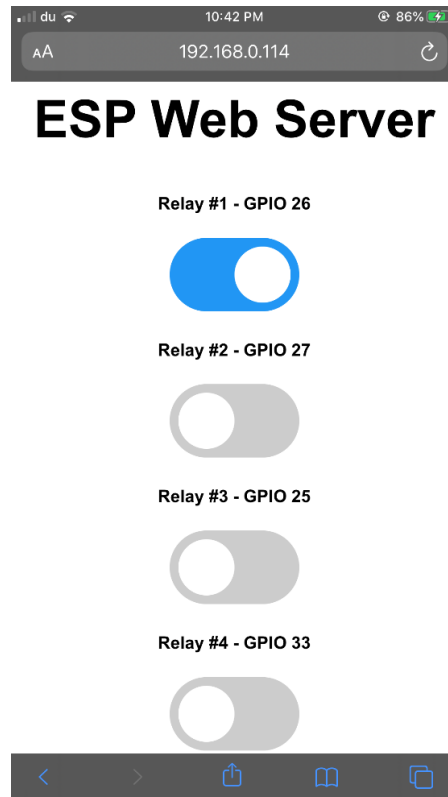 du 10:42 PM 86%
AA 192.168.0.114
ESP Web Server
Relay #1 - GPIO 26
Relay #2 - GPIO 27
Relay #3 - GPIO 25
Relay #4 - GPIO 33